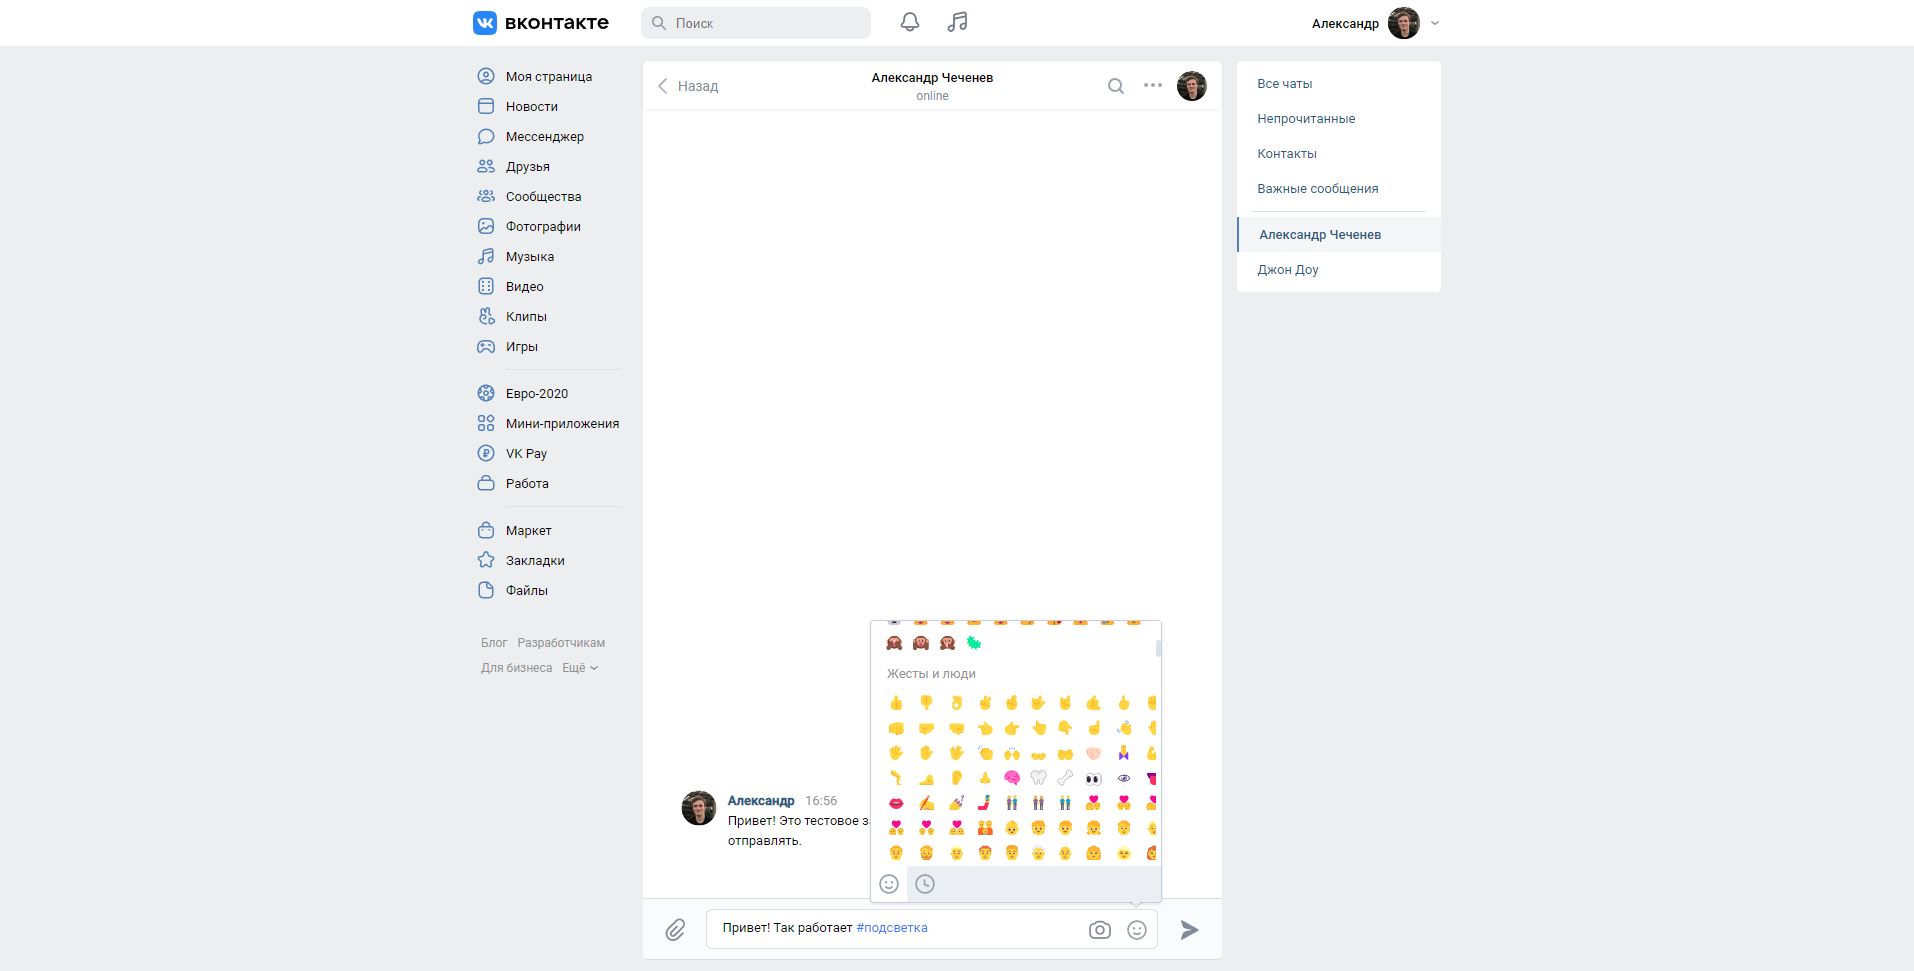 вконтакте
Поиск
Александр
Моя страница
Новости
Мессенджер
Друзья
Сообщества
Фотографии
Музыка
Видео
Клипы
Игры
Евро-2020
Мини-приложения
VK Pay
Работа
Маркет
Закладки
Файлы
Блог Разработчикам
Для бизнеса Ещё
Назад
Александр Чеченев
online
Жесты и люди
Александр 16:56
Привет! Это тестовое
отправлять.
Привет! Так работает #подсветка
Все чаты
Непрочитанные
Контакты
Важные сообщения
Александр Чеченев
Джон Доу